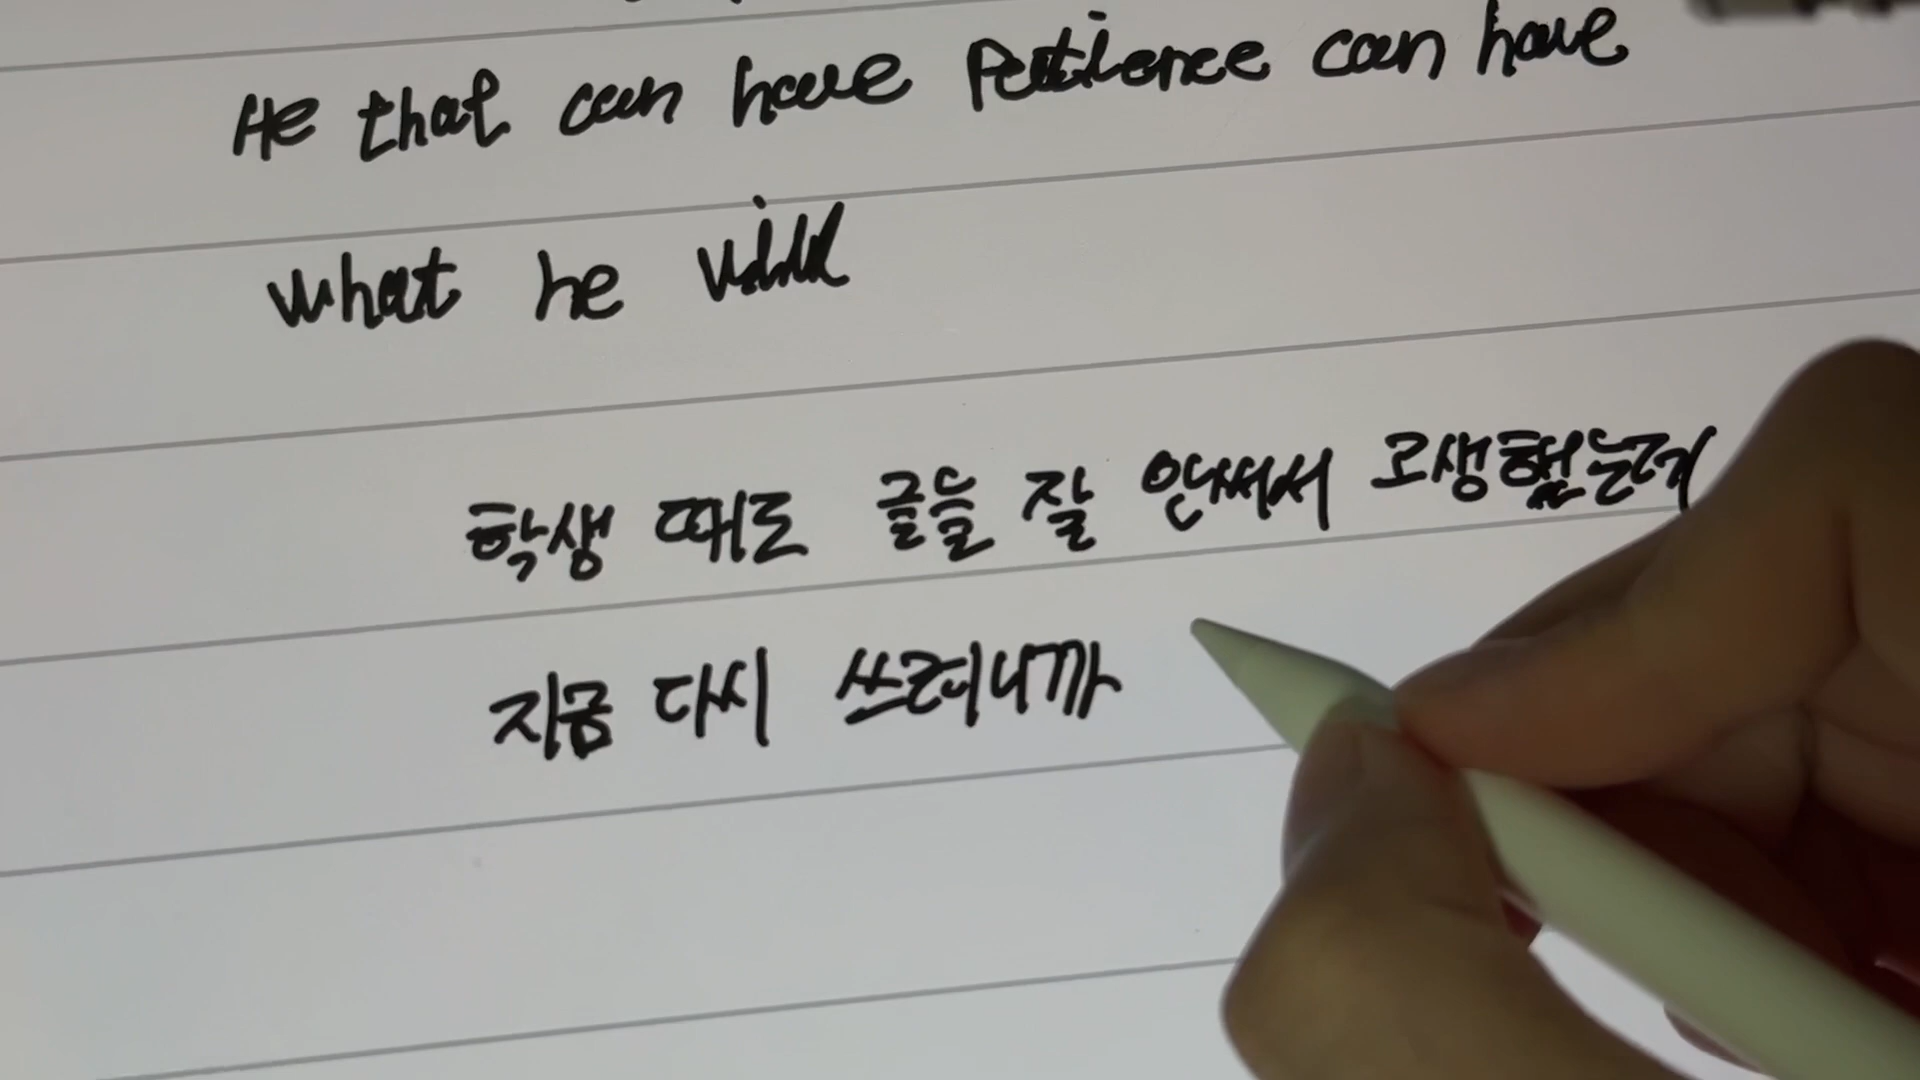 He that can have Patience can have
what he will
학생 때도 글을 잘 안써서 고생했는데
지금 다시 쓰려니까